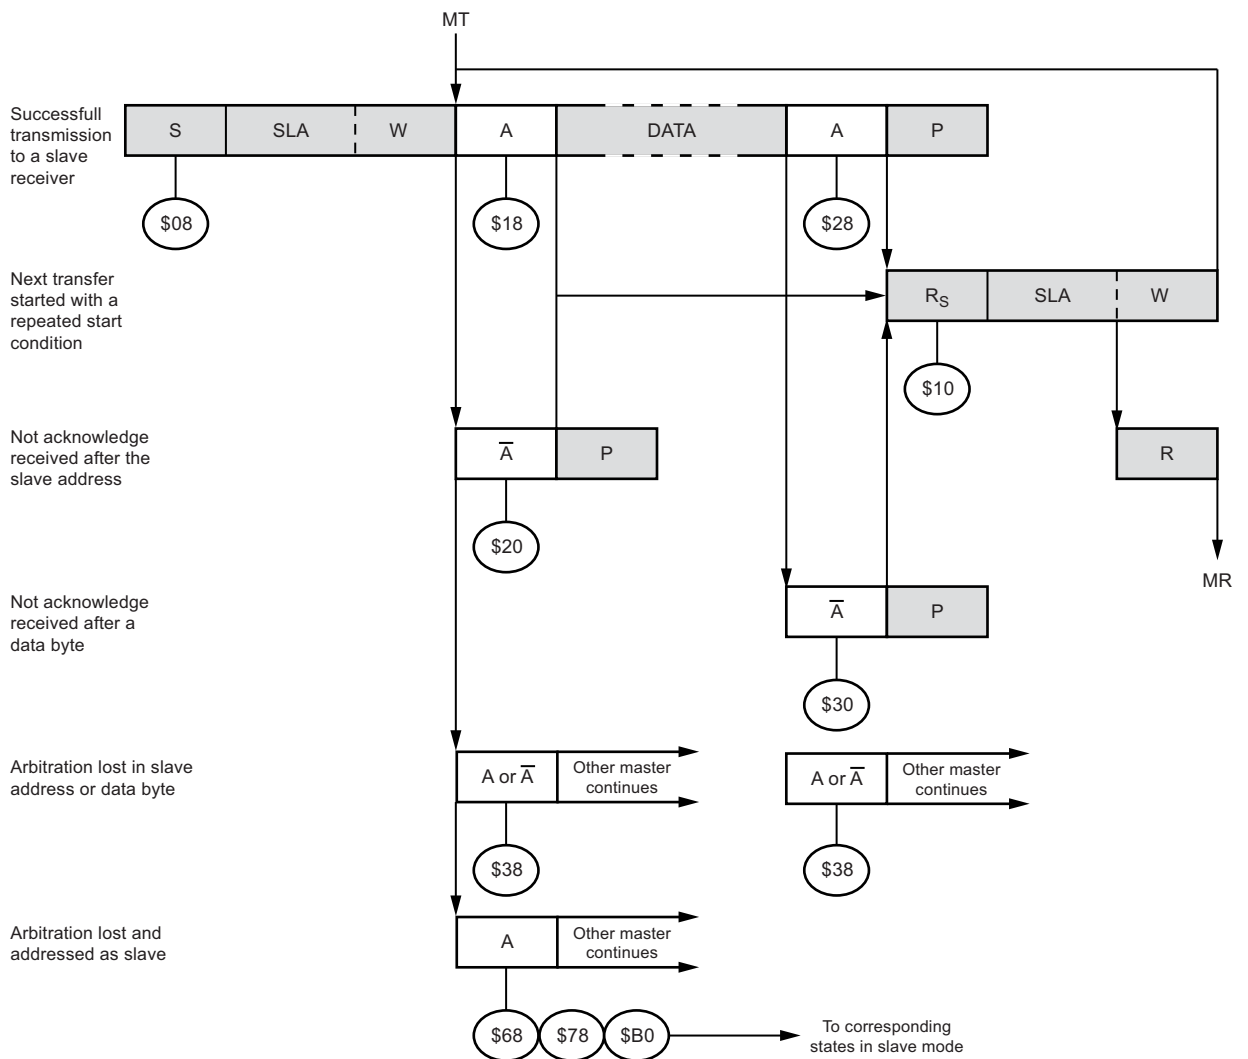 MT
Successfull
transmission
to a slave
receiver
S SLA W A DATA A P
$08 $18 $28
Next transfer
started with a
repeated start
condition
RS SLA W
$10
Not acknowledge
received after the
slave address
A̅ P
R
$20
MR
Not acknowledge
received after a
data byte
A̅ P
$30
Arbitration lost in slave
address or data byte
A or A̅
Other master
continues
A or A̅
Other master
continues
$38 $38
Arbitration lost and
addressed as slave
A
Other master
continues
$68 $78 $B0
To corresponding
states in slave mode